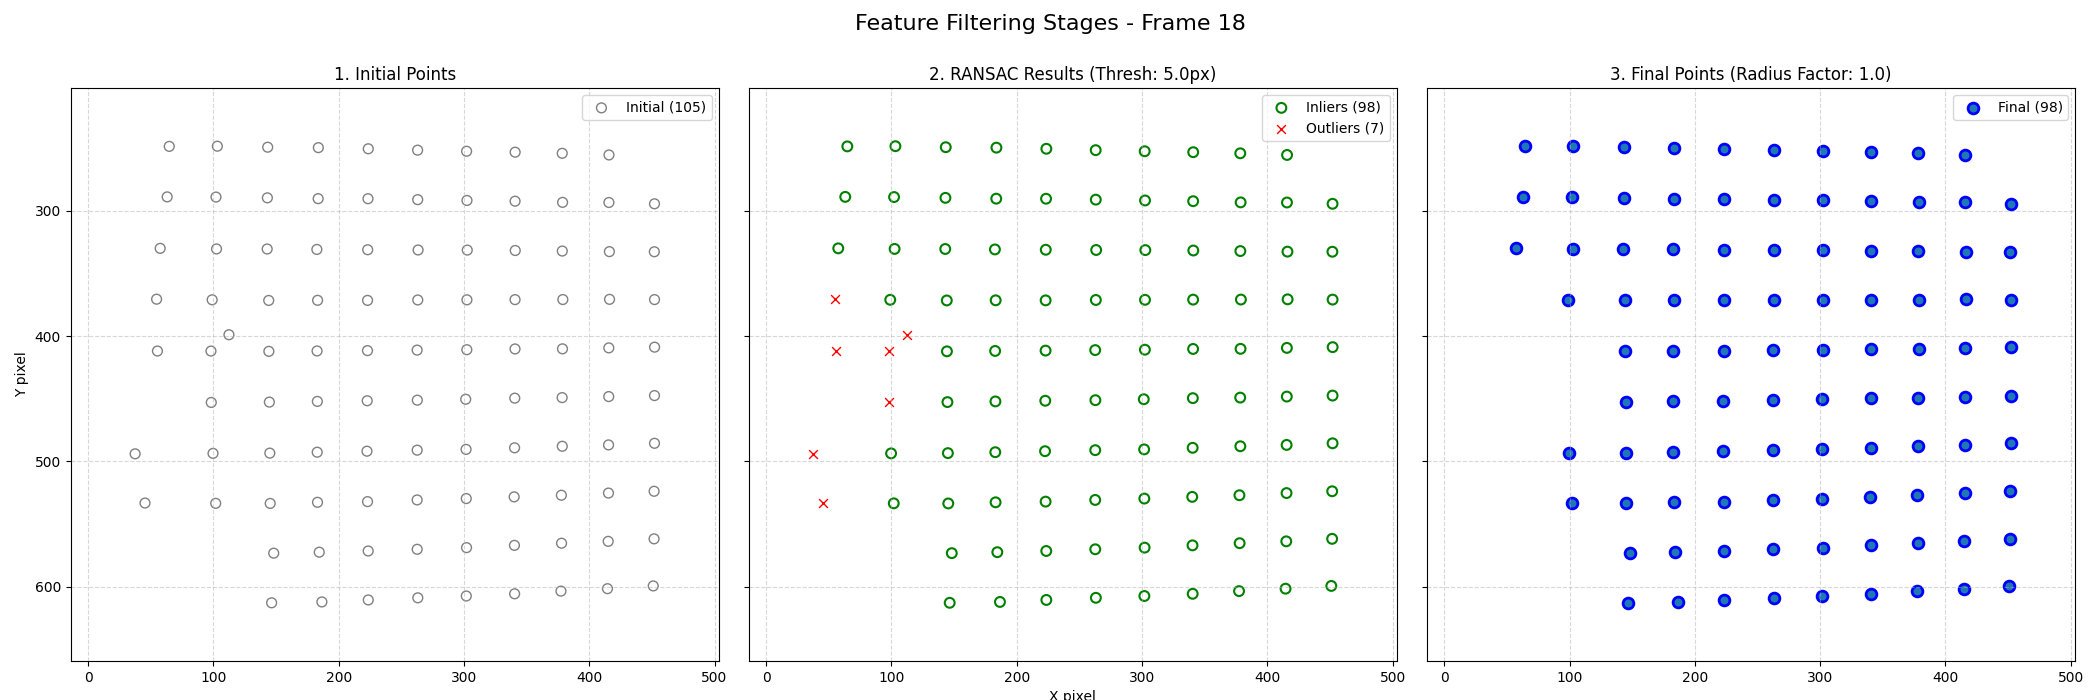 Feature Filtering Stages - Frame 18
1. Initial Points
Initial (105)
300
400
500
600
0
100
200
300
400
500
Y pixel
2. RANSAC Results (Thresh: 5.0px)
Inliers (98)
Outliers (7)
0
100
200
300
400
500
X pixel
3. Final Points (Radius Factor: 1.0)
Final (98)
0
100
200
300
400
500